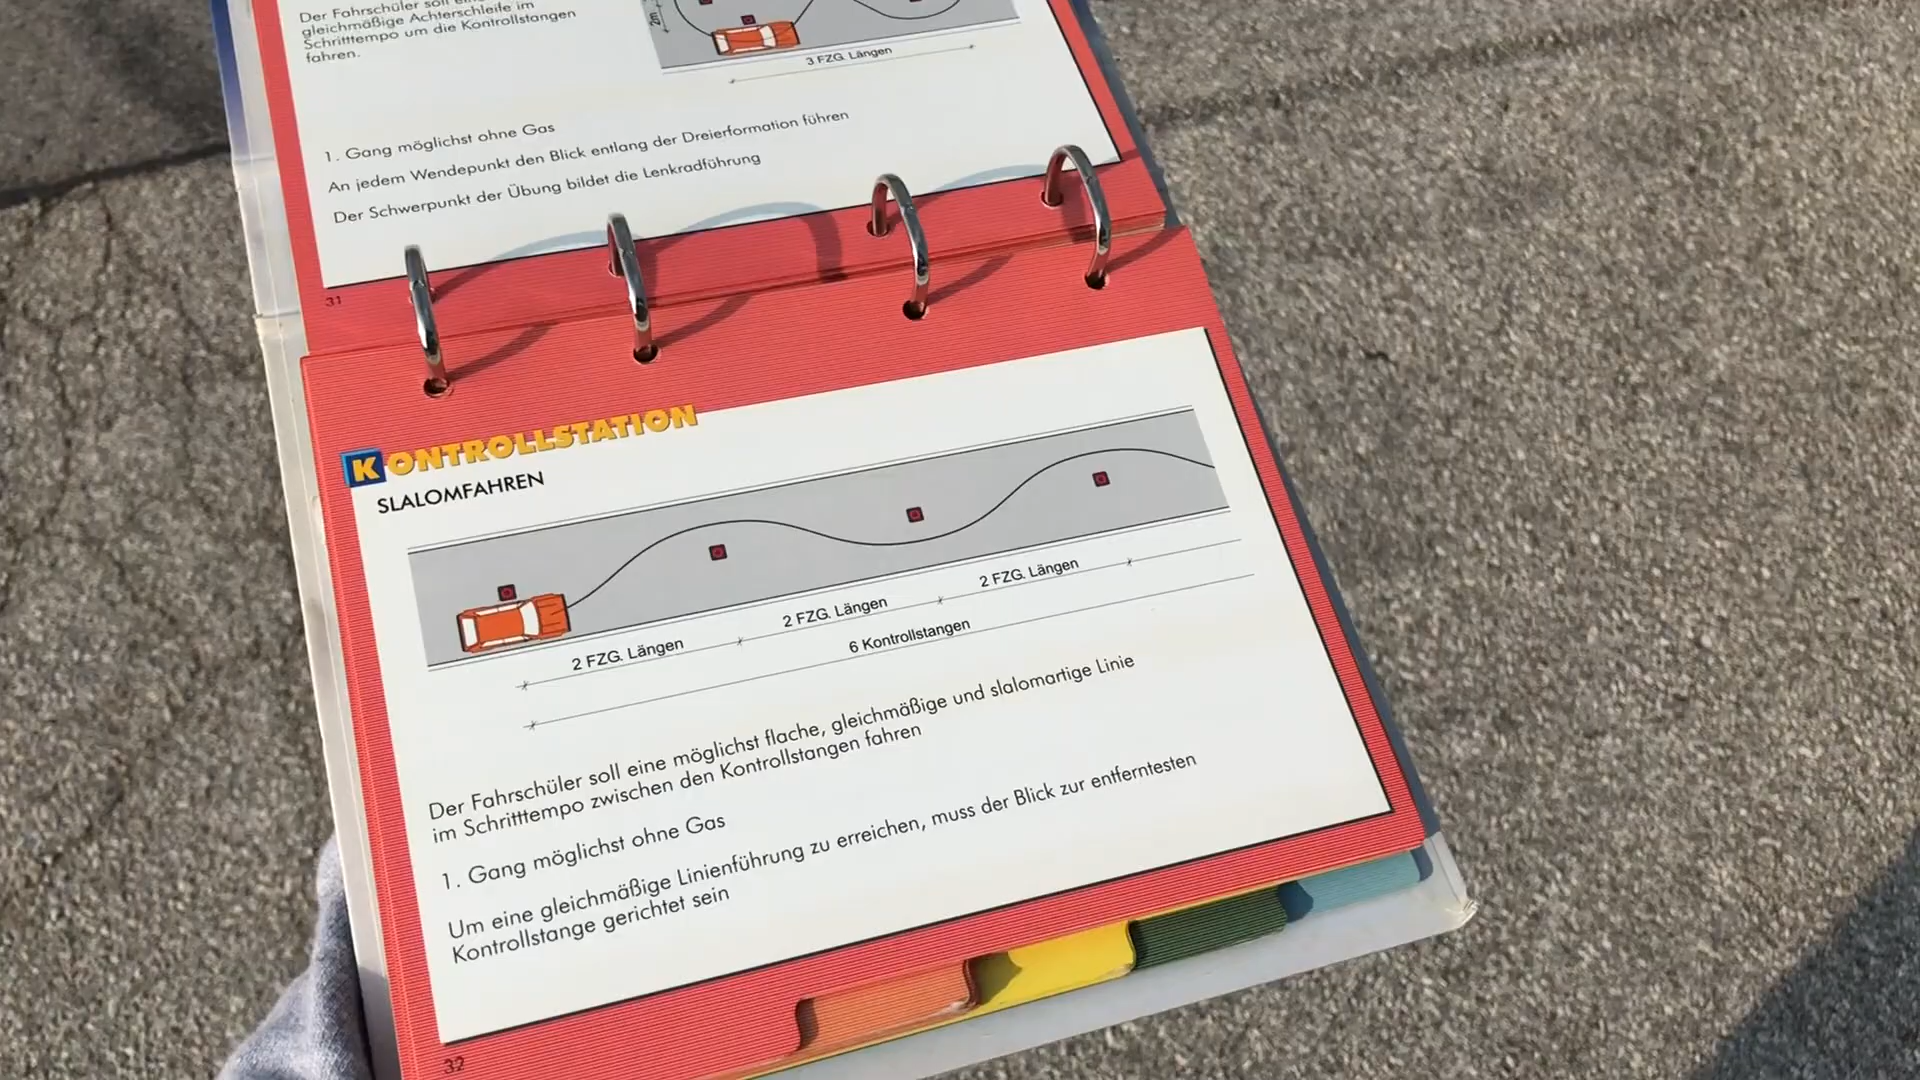 Der Fahrschüler soll eine
gleichmäßige Achterschleife im
Schritttempo um die Kontrollstangen
fahren.
2m
3 FZG. Längen
1. Gang möglichst ohne Gas
An jedem Wendepunkt den Blick entlang der Dreierformation führen
Der Schwerpunkt der Übung bildet die Lenkradführung
31
KONTROLLSTATION
SLALOMFAHREN
2 FZG. Längen
2 FZG. Längen
2 FZG. Längen
6 Kontrollstangen
Der Fahrschüler soll eine möglichst flache, gleichmäßige und slalomartige Linie
im Schritttempo zwischen den Kontrollstangen fahren
1. Gang möglichst ohne Gas
Um eine gleichmäßige Linienführung zu erreichen, muss der Blick zur entferntesten
Kontrollstange gerichtet sein
32